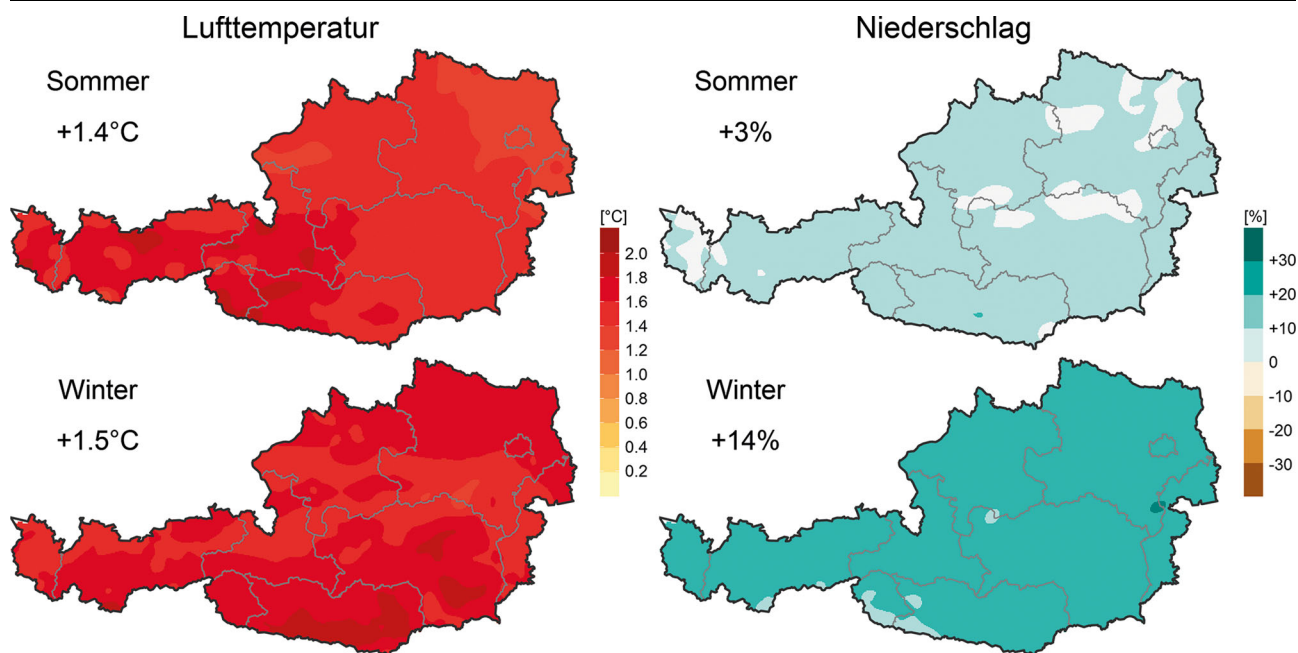 Lufttemperatur
Niederschlag
Sommer
+1.4°C
Sommer
+3%
[°C]
2.0
1.8
1.6
1.4
1.2
1.0
0.8
0.6
0.4
0.2
[%]
+30
+20
+10
0
-10
-20
-30
Winter
+1.5°C
Winter
+14%